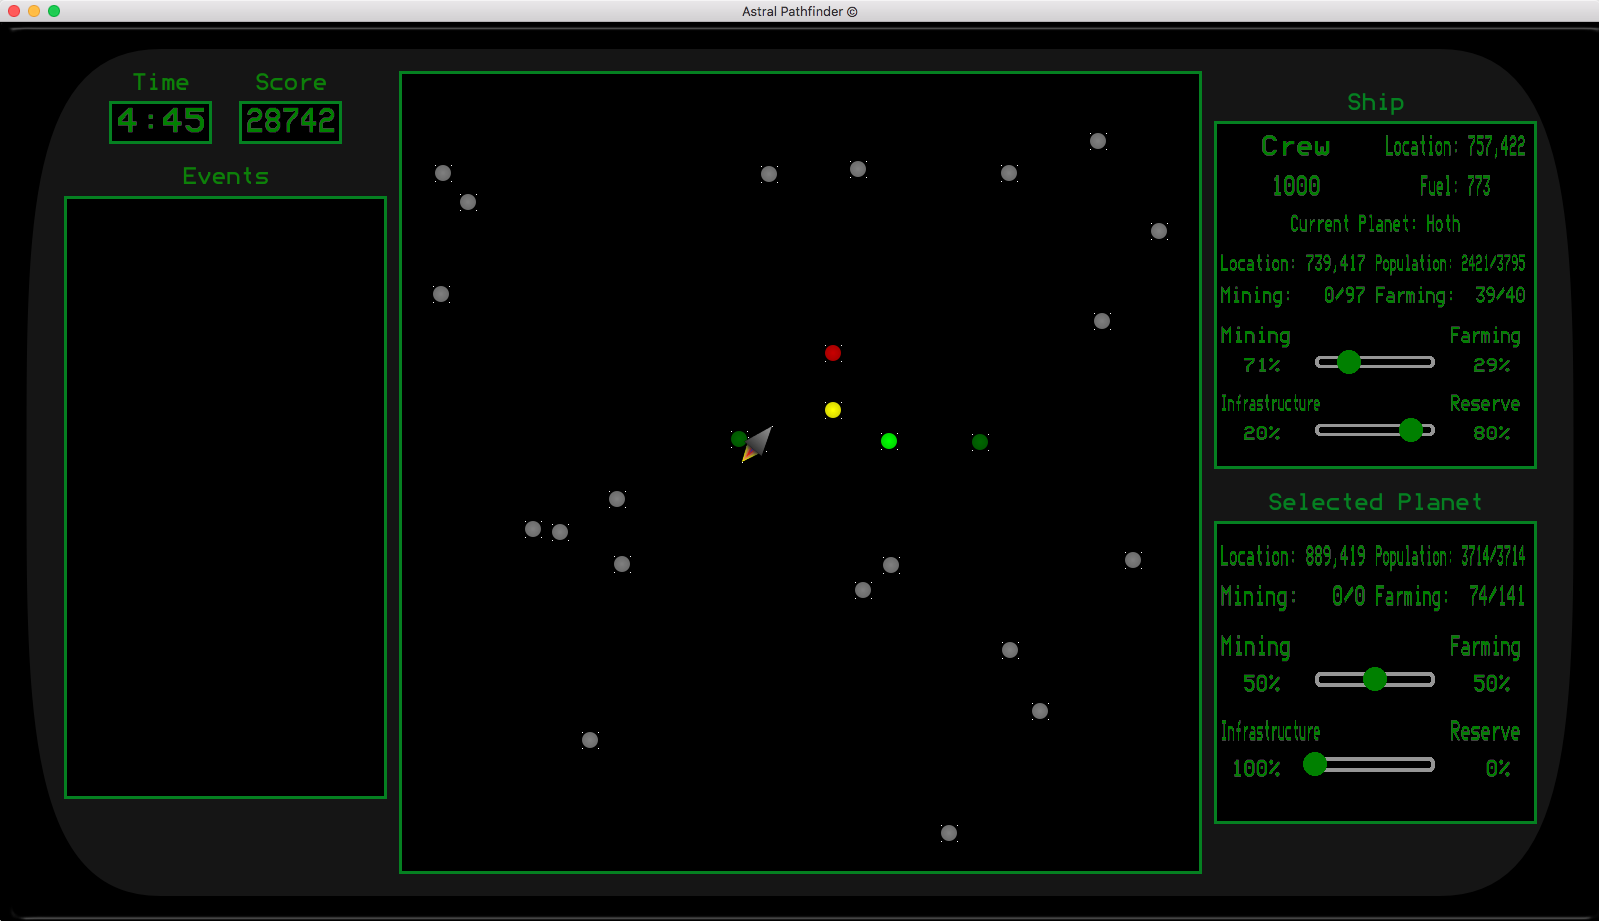 Astral Pathfinder ©
Time Score
4:45 28742
Events
Ship
Crew Location: 757,422
1000 Fuel: 773
Current Planet: Hoth
Location: 739,417 Population: 2421/3795
Mining: 0/97 Farming: 39/40
Mining Farming
71% 29%
Infrastructure Reserve
20% 80%
Selected Planet
Location: 889,419 Population: 3714/3714
Mining: 0/0 Farming: 74/141
Mining Farming
50% 50%
Infrastructure Reserve
100% 0%